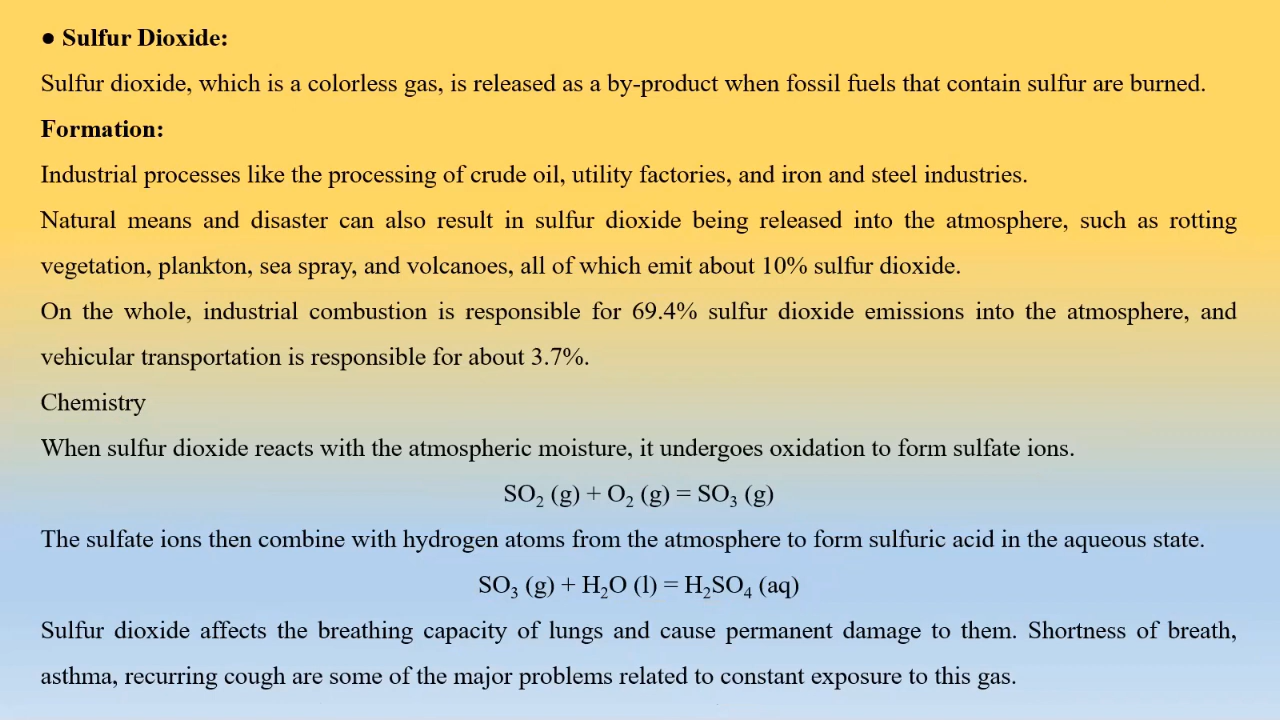 ● Sulfur Dioxide:
Sulfur dioxide, which is a colorless gas, is released as a by-product when fossil fuels that contain sulfur are burned.
Formation:
Industrial processes like the processing of crude oil, utility factories, and iron and steel industries.
Natural means and disaster can also result in sulfur dioxide being released into the atmosphere, such as rotting
vegetation, plankton, sea spray, and volcanoes, all of which emit about 10% sulfur dioxide.
On the whole, industrial combustion is responsible for 69.4% sulfur dioxide emissions into the atmosphere, and
vehicular transportation is responsible for about 3.7%.
Chemistry
When sulfur dioxide reacts with the atmospheric moisture, it undergoes oxidation to form sulfate ions.
SO₂ (g) + O₂ (g) = SO₃ (g)
The sulfate ions then combine with hydrogen atoms from the atmosphere to form sulfuric acid in the aqueous state.
SO₃ (g) + H₂O (l) = H₂SO₄ (aq)
Sulfur dioxide affects the breathing capacity of lungs and cause permanent damage to them. Shortness of breath,
asthma, recurring cough are some of the major problems related to constant exposure to this gas.